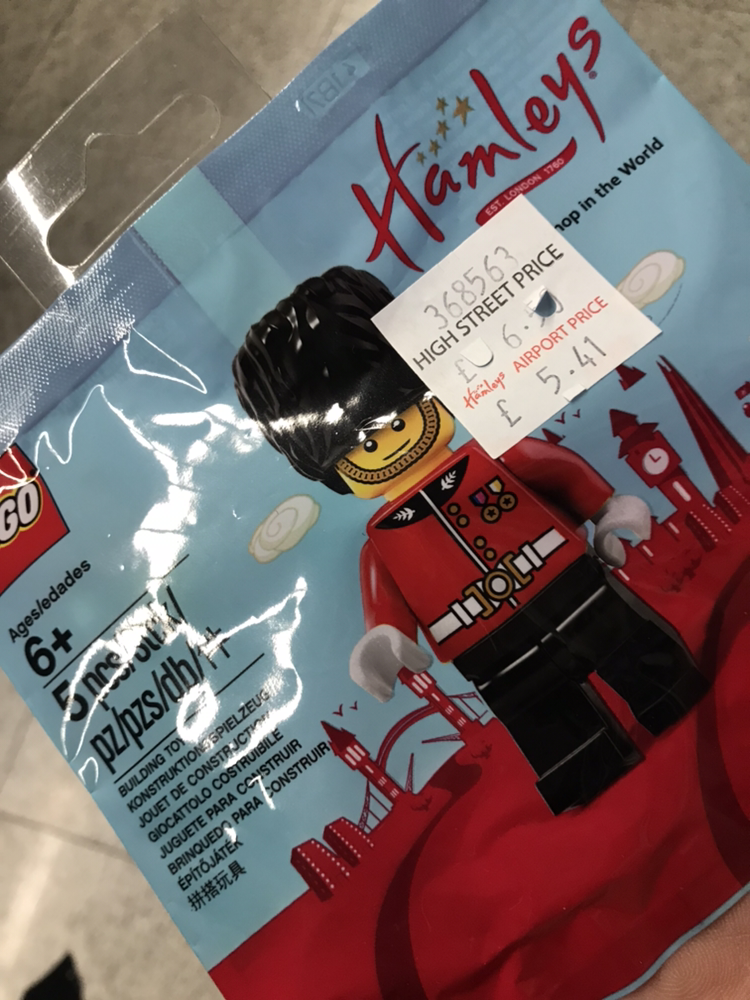 Hamleys
EST. LONDON 1760
in the World
368563
HIGH STREET PRICE
£ 6.
Hamleys AIRPORT PRICE
£ 5.41
GO
Ages/edades
6+
5 pcs/
pz/pzs/db/
BUILDING TOY
KONSTRUKTIONSSPIELZEUG
JOUET DE CONSTRUCTION
GIOCATTOLO COSTRUIBILE
JUGUETE PARA CONSTRUIR
BRINQUEDO PARA CONSTRUIR
ÉPÍTŐJÁTÉK
拼搭玩具